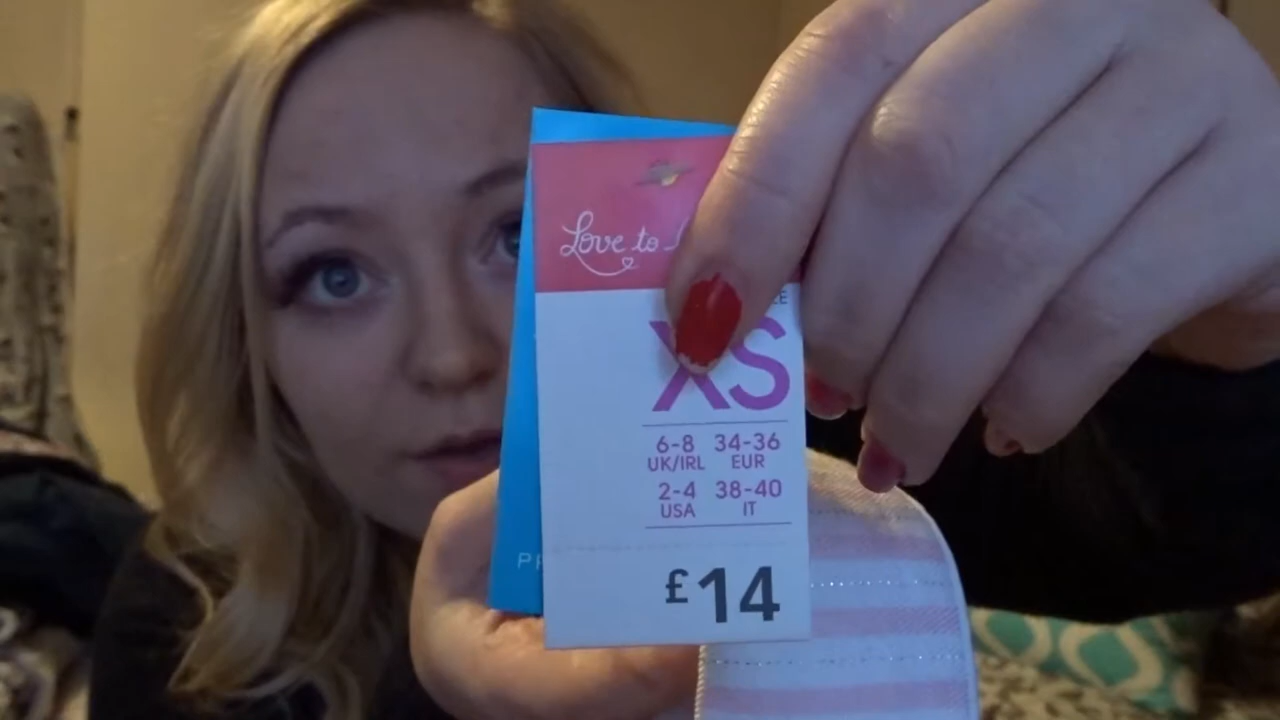 Love to
XS
6-8 34-36
UK/IRL EUR
2-4 38-40
USA IT
£14